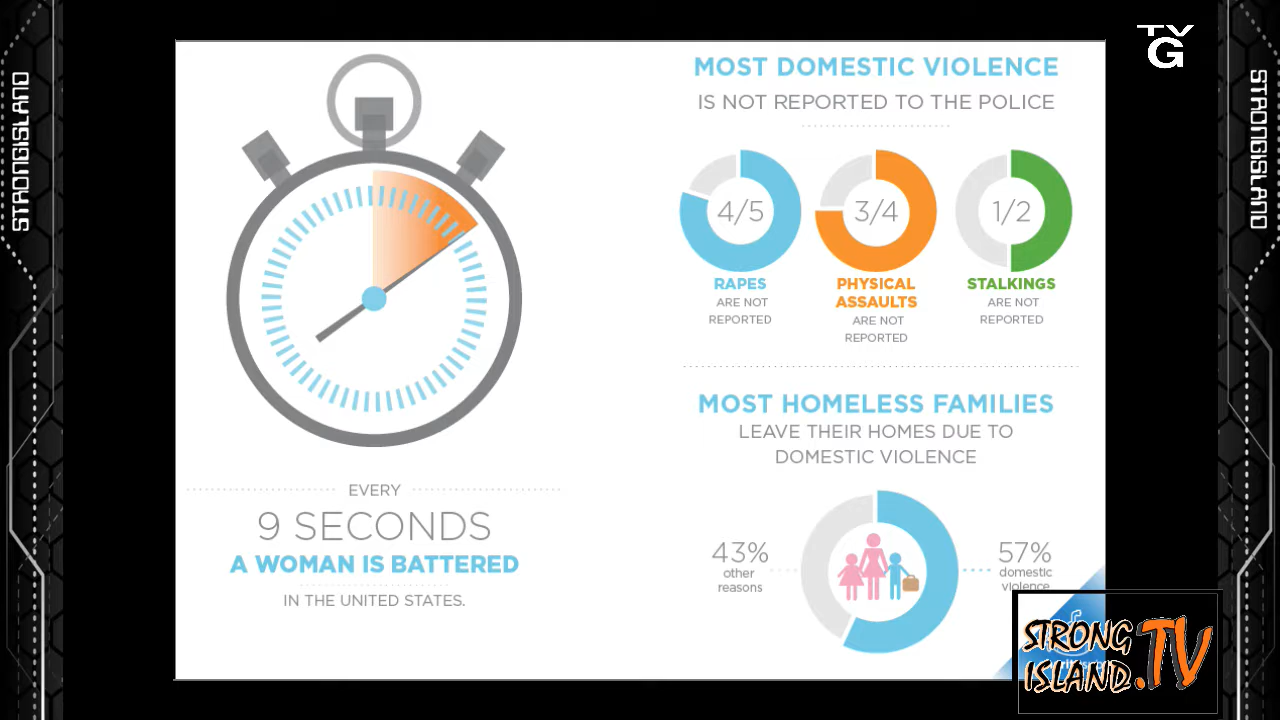 TV
G
STRONGISLAND
STRONGISLAND
EVERY
9 SECONDS
A WOMAN IS BATTERED
IN THE UNITED STATES.
MOST DOMESTIC VIOLENCE
IS NOT REPORTED TO THE POLICE
4/5
RAPES
ARE NOT
REPORTED
3/4
PHYSICAL
ASSAULTS
ARE NOT
REPORTED
1/2
STALKINGS
ARE NOT
REPORTED
MOST HOMELESS FAMILIES
LEAVE THEIR HOMES DUE TO
DOMESTIC VIOLENCE
43%
other
reasons
57%
domestic
violence
STRONG
ISLAND.TV